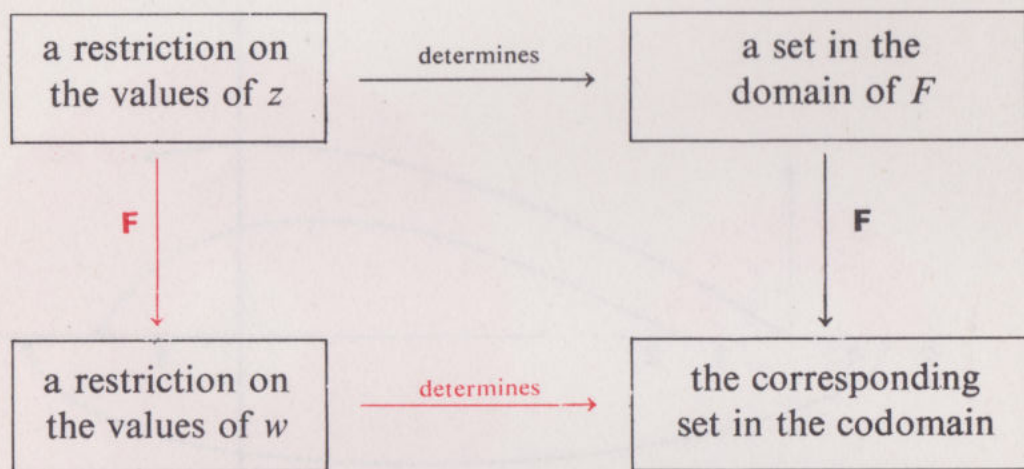 a restriction on
the values of z
determines
a set in the
domain of F
F
F
a restriction on
the values of w
determines
the corresponding
set in the codomain